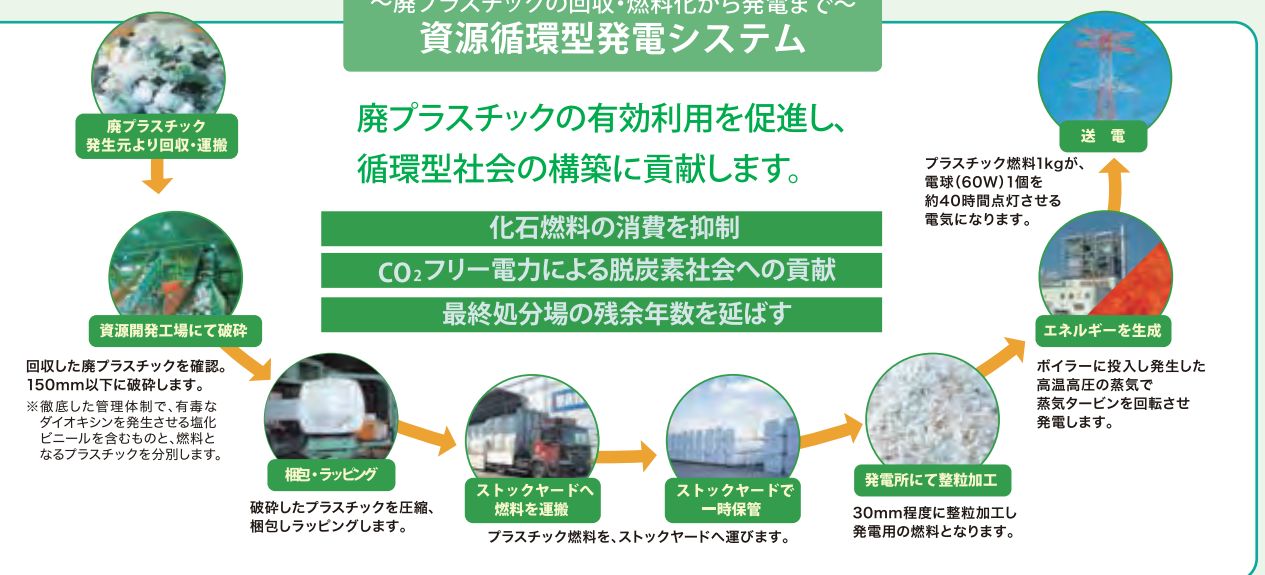 ～廃プラスチックの回収・燃料化から発電まで～
資源循環型発電システム
廃プラスチックの有効利用を促進し、
循環型社会の構築に貢献します。
化石燃料の消費を抑制
CO₂フリー電力による脱炭素社会への貢献
最終処分場の残余年数を延ばす
廃プラスチック
発生元より回収・運搬
資源開発工場にて破砕
回収した廃プラスチックを確認。
150mm以下に破砕します。
※徹底した管理体制で、有毒な
ダイオキシンを発生させる塩化
ビニールを含むものと、燃料と
なるプラスチックを分別します。
梱包・ラッピング
破砕したプラスチックを圧縮、
梱包しラッピングします。
ストックヤードへ
燃料を運搬
ストックヤードで
一時保管
プラスチック燃料を、ストックヤードへ運びます。
発電所にて整粒加工
30mm程度に整粒加工し
発電用の燃料となります。
エネルギーを生成
ボイラーに投入し発生した
高温高圧の蒸気で
蒸気タービンを回転させ
発電します。
送　電
プラスチック燃料1kgが、
電球(60W)1個を
約40時間点灯させる
電気になります。